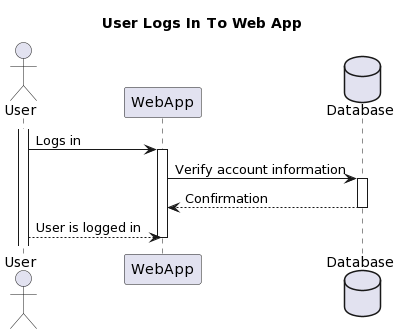 User Logs In To Web App
User
WebApp
Database
Logs in
Verify account information
Confirmation
User is logged in
User
WebApp
Database